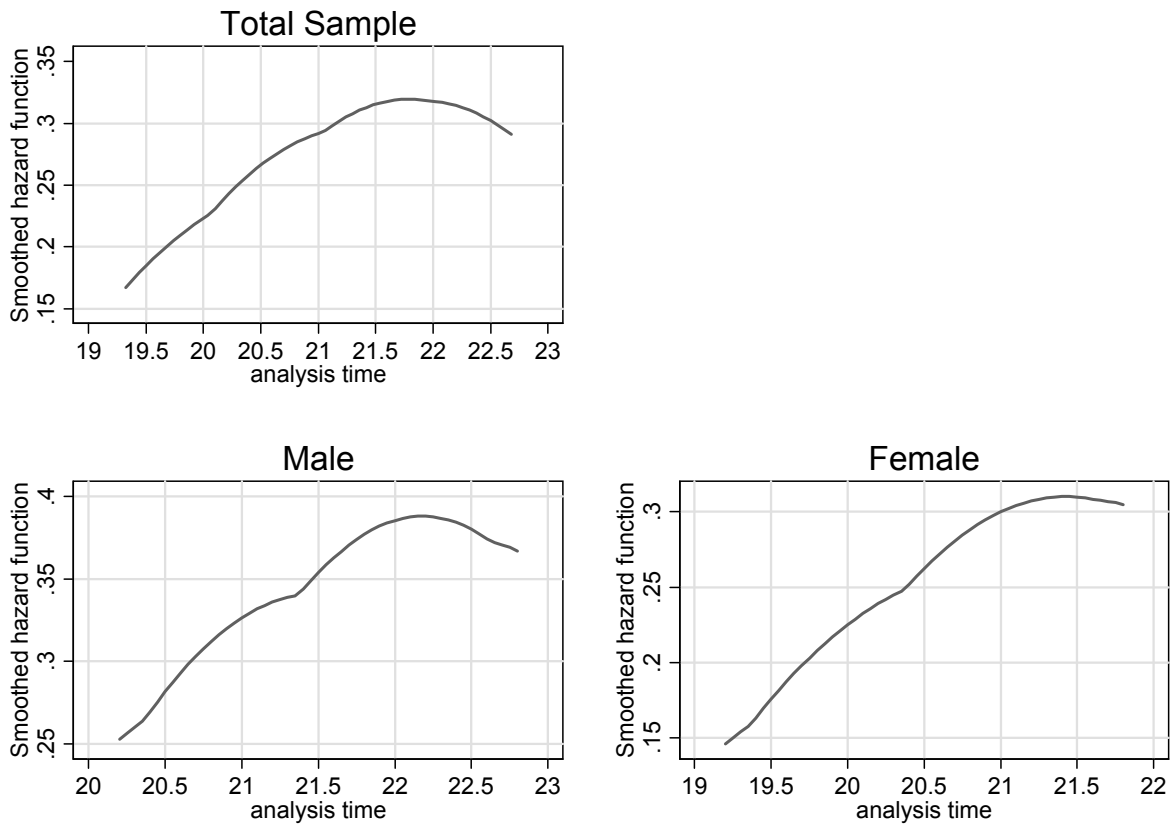 Total Sample
Smoothed hazard function
.35
.3
.25
.2
.15
19 19.5 20 20.5 21 21.5 22 22.5 23
analysis time
Male
Smoothed hazard function
.4
.35
.3
.25
20 20.5 21 21.5 22 22.5 23
analysis time
Female
Smoothed hazard function
.3
.25
.2
.15
19 19.5 20 20.5 21 21.5 22
analysis time